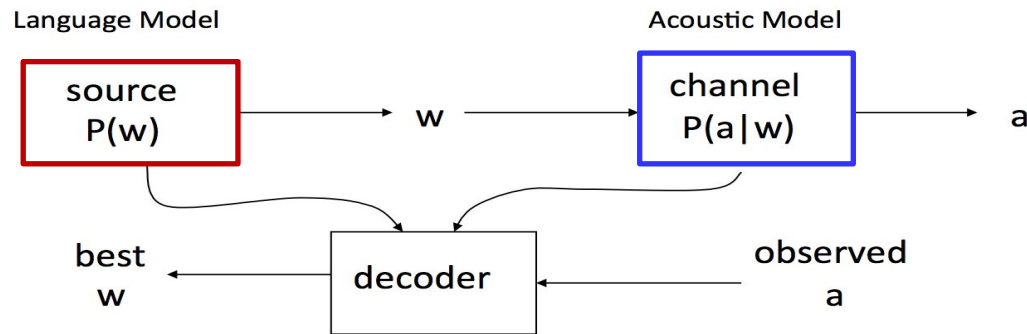 Language Model
Acoustic Model
source
P(w)
w
channel
P(a|w)
a
best
w
decoder
observed
a